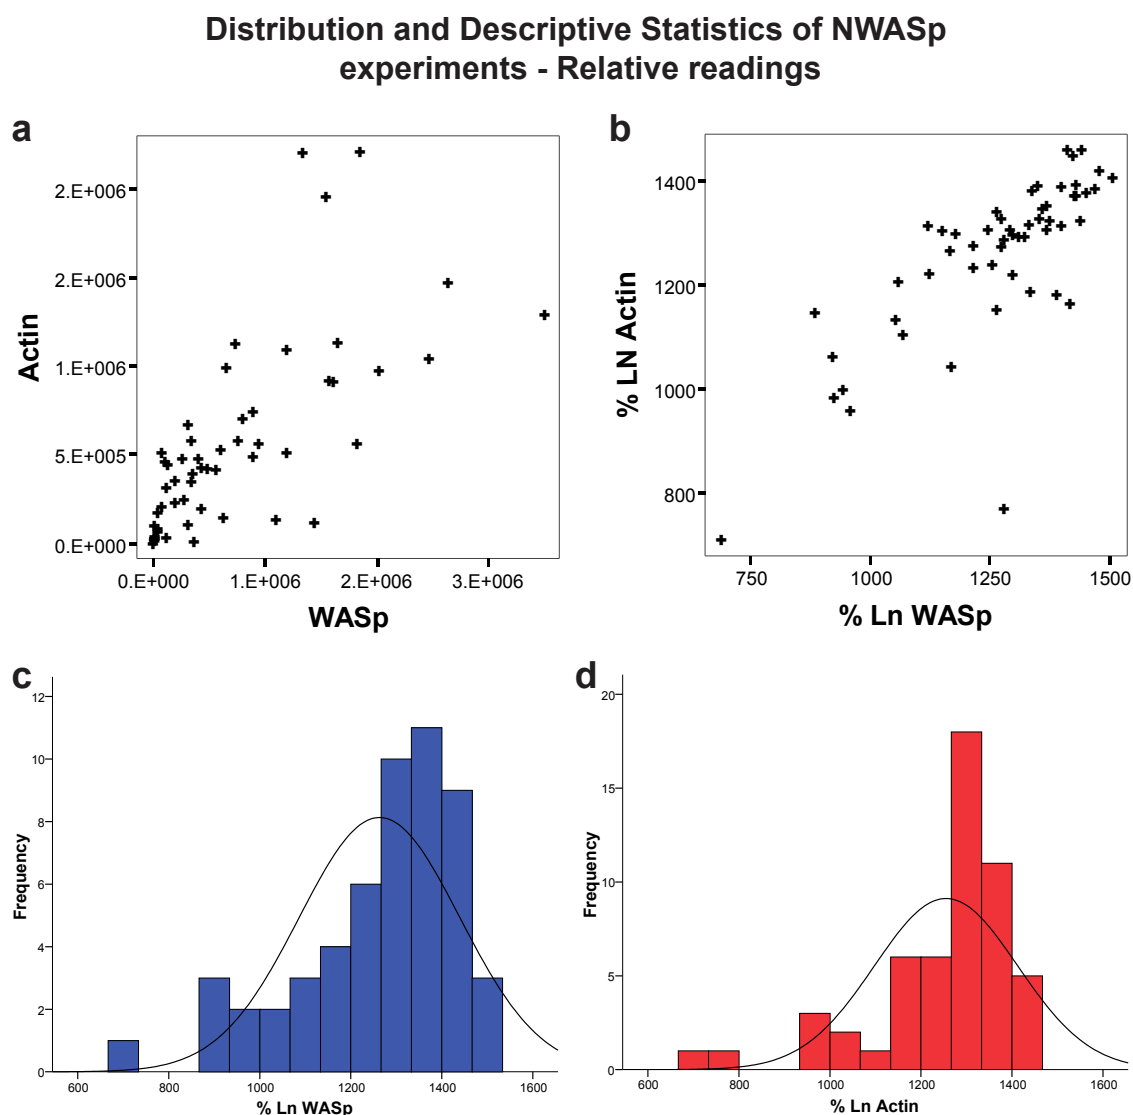 Distribution and Descriptive Statistics of NWASp
experiments - Relative readings
a
2.E+006
2.E+006
1.E+006
5.E+005
0.E+000
Actin
0.E+000 1.E+006 2.E+006 3.E+006
WASp
b
1400
1200
1000
800
% LN Actin
750 1000 1250 1500
% Ln WASp
c
12
10
8
6
4
2
0
Frequency
600 800 1000 1200 1400 1600
% Ln WASp
d
20
15
10
5
0
Frequency
600 800 1000 1200 1400 1600
% Ln Actin